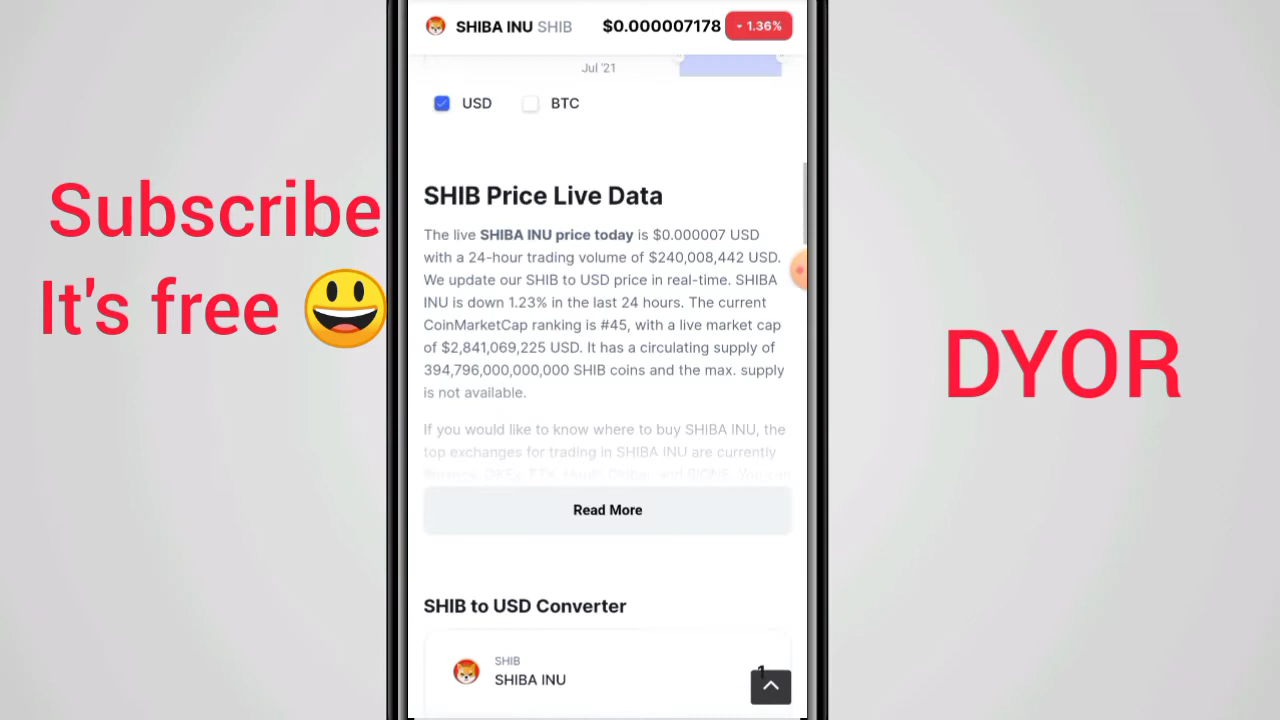 SHIBA INU SHIB $0.000007178 1.36%
Jul '21
USD BTC
Subscribe
It's free 😃
SHIB Price Live Data
The live SHIBA INU price today is $0.000007 USD
with a 24-hour trading volume of $240,008,442 USD.
We update our SHIB to USD price in real-time. SHIBA
INU is down 1.23% in the last 24 hours. The current
CoinMarketCap ranking is #45, with a live market cap
of $2,841,069,225 USD. It has a circulating supply of
394,796,000,000,000 SHIB coins and the max. supply
is not available.
If you would like to know where to buy SHIBA INU, the
top exchanges for trading in SHIBA INU are currently
Read More
DYOR
SHIB to USD Converter
SHIB
SHIBA INU
1